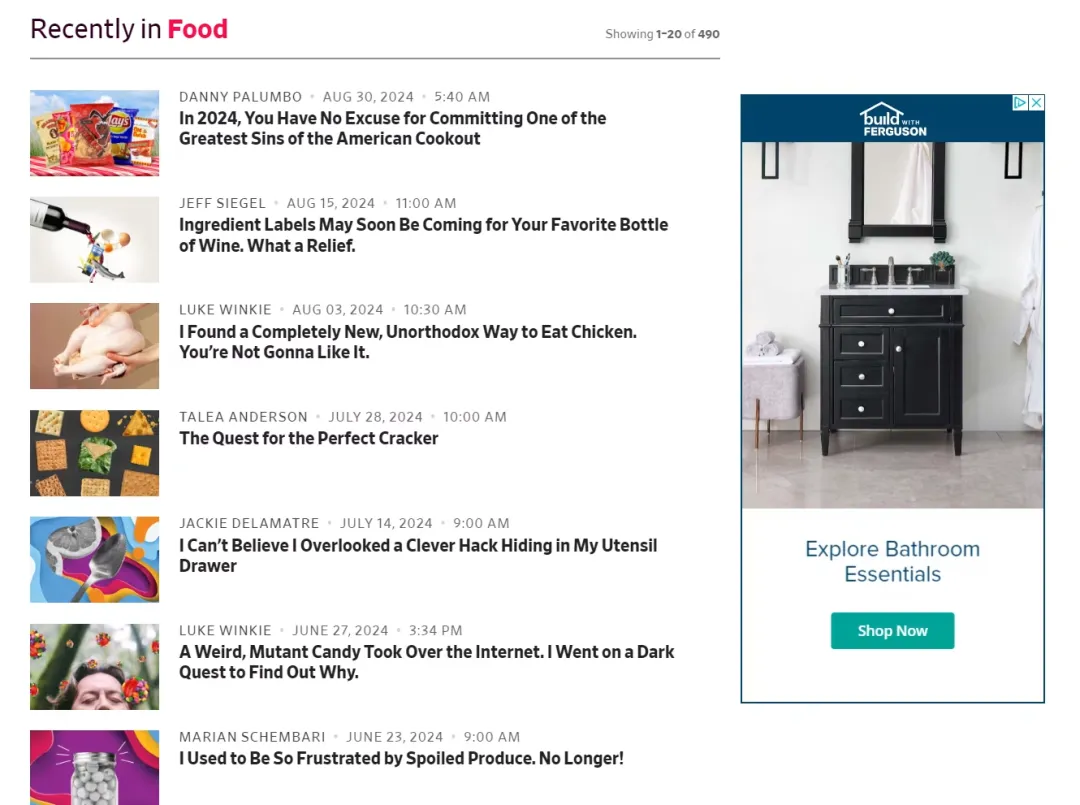 Recently in Food
Showing 1-20 of 490
DANNY PALUMBO • AUG 30, 2024 • 5:40 AM
In 2024, You Have No Excuse for Committing One of the
Greatest Sins of the American Cookout
Lay's
JEFF SIEGEL • AUG 15, 2024 • 11:00 AM
Ingredient Labels May Soon Be Coming for Your Favorite Bottle
of Wine. What a Relief.
LUKE WINKIE • AUG 03, 2024 • 10:30 AM
I Found a Completely New, Unorthodox Way to Eat Chicken.
You’re Not Gonna Like It.
TALEA ANDERSON • JULY 28, 2024 • 10:00 AM
The Quest for the Perfect Cracker
JACKIE DELAMATRE • JULY 14, 2024 • 9:00 AM
I Can’t Believe I Overlooked a Clever Hack Hiding in My Utensil
Drawer
LUKE WINKIE • JUNE 27, 2024 • 3:34 PM
A Weird, Mutant Candy Took Over the Internet. I Went on a Dark
Quest to Find Out Why.
MARIAN SCHEMBARI • JUNE 23, 2024 • 9:00 AM
I Used to Be So Frustrated by Spoiled Produce. No Longer!
build WITH
FERGUSON
Explore Bathroom
Essentials
Shop Now